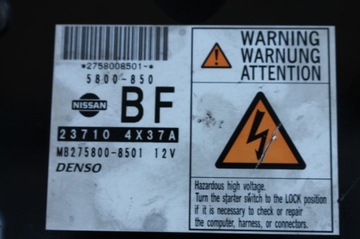 *2758008501-*
5800-850
NISSAN
BF
23710 4X37A
MB275800-8501 12V
DENSO
WARNING
WARNUNG
ATTENTION
Hazardous high voltage.
Turn the starter switch to the LOCK position
if it is necessary to check or repair
the computer, harness, or connectors.